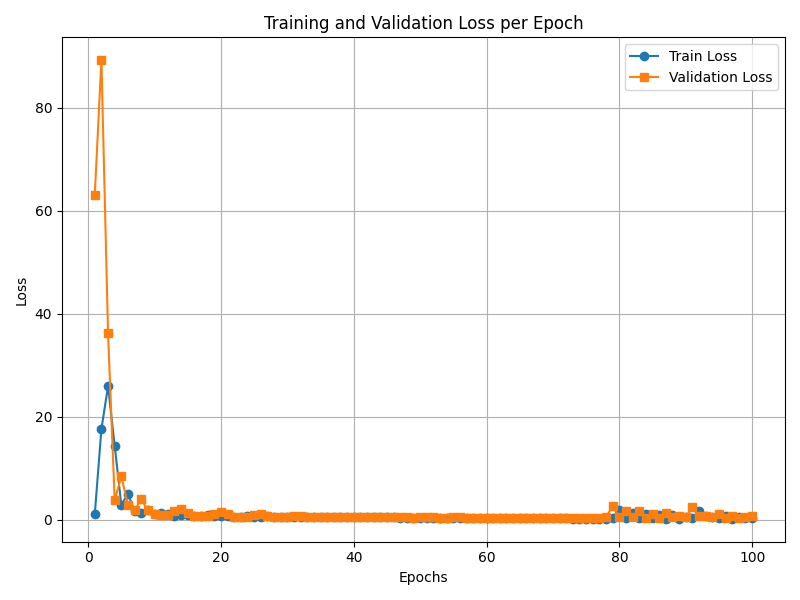 Training and Validation Loss per Epoch
Train Loss
Validation Loss
Loss
80
60
40
20
0
0 20 40 60 80 100
Epochs